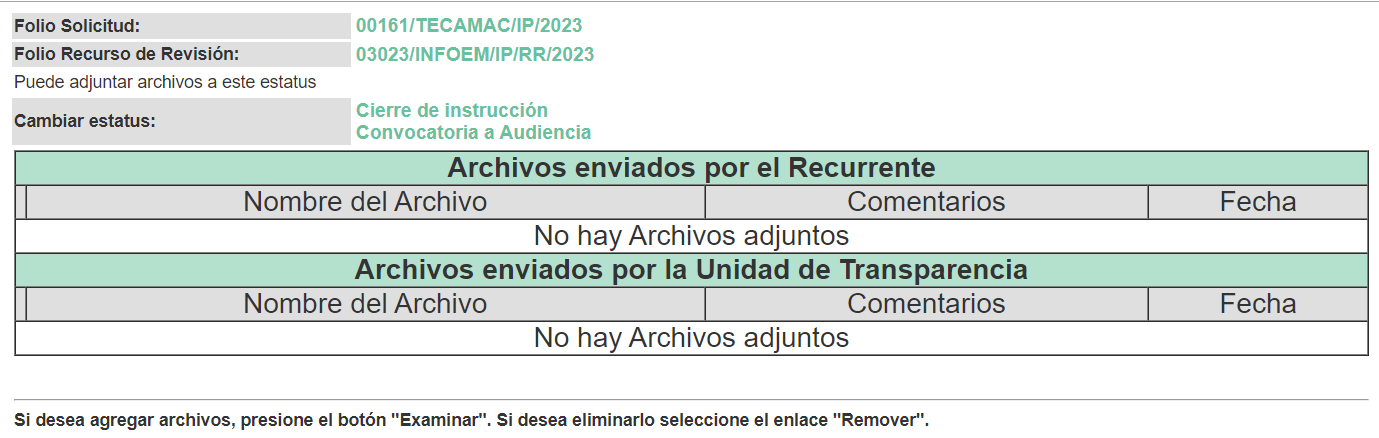 Folio Solicitud: 00161/TECAMAC/IP/2023
Folio Recurso de Revisión: 03023/INFOEM/IP/RR/2023
Puede adjuntar archivos a este estatus
Cambiar estatus: Cierre de instrucción
Convocatoria a Audiencia
Archivos enviados por el Recurrente
Nombre del Archivo Comentarios Fecha
No hay Archivos adjuntos
Archivos enviados por la Unidad de Transparencia
Nombre del Archivo Comentarios Fecha
No hay Archivos adjuntos
Si desea agregar archivos, presione el botón "Examinar". Si desea eliminarlo seleccione el enlace "Remover".